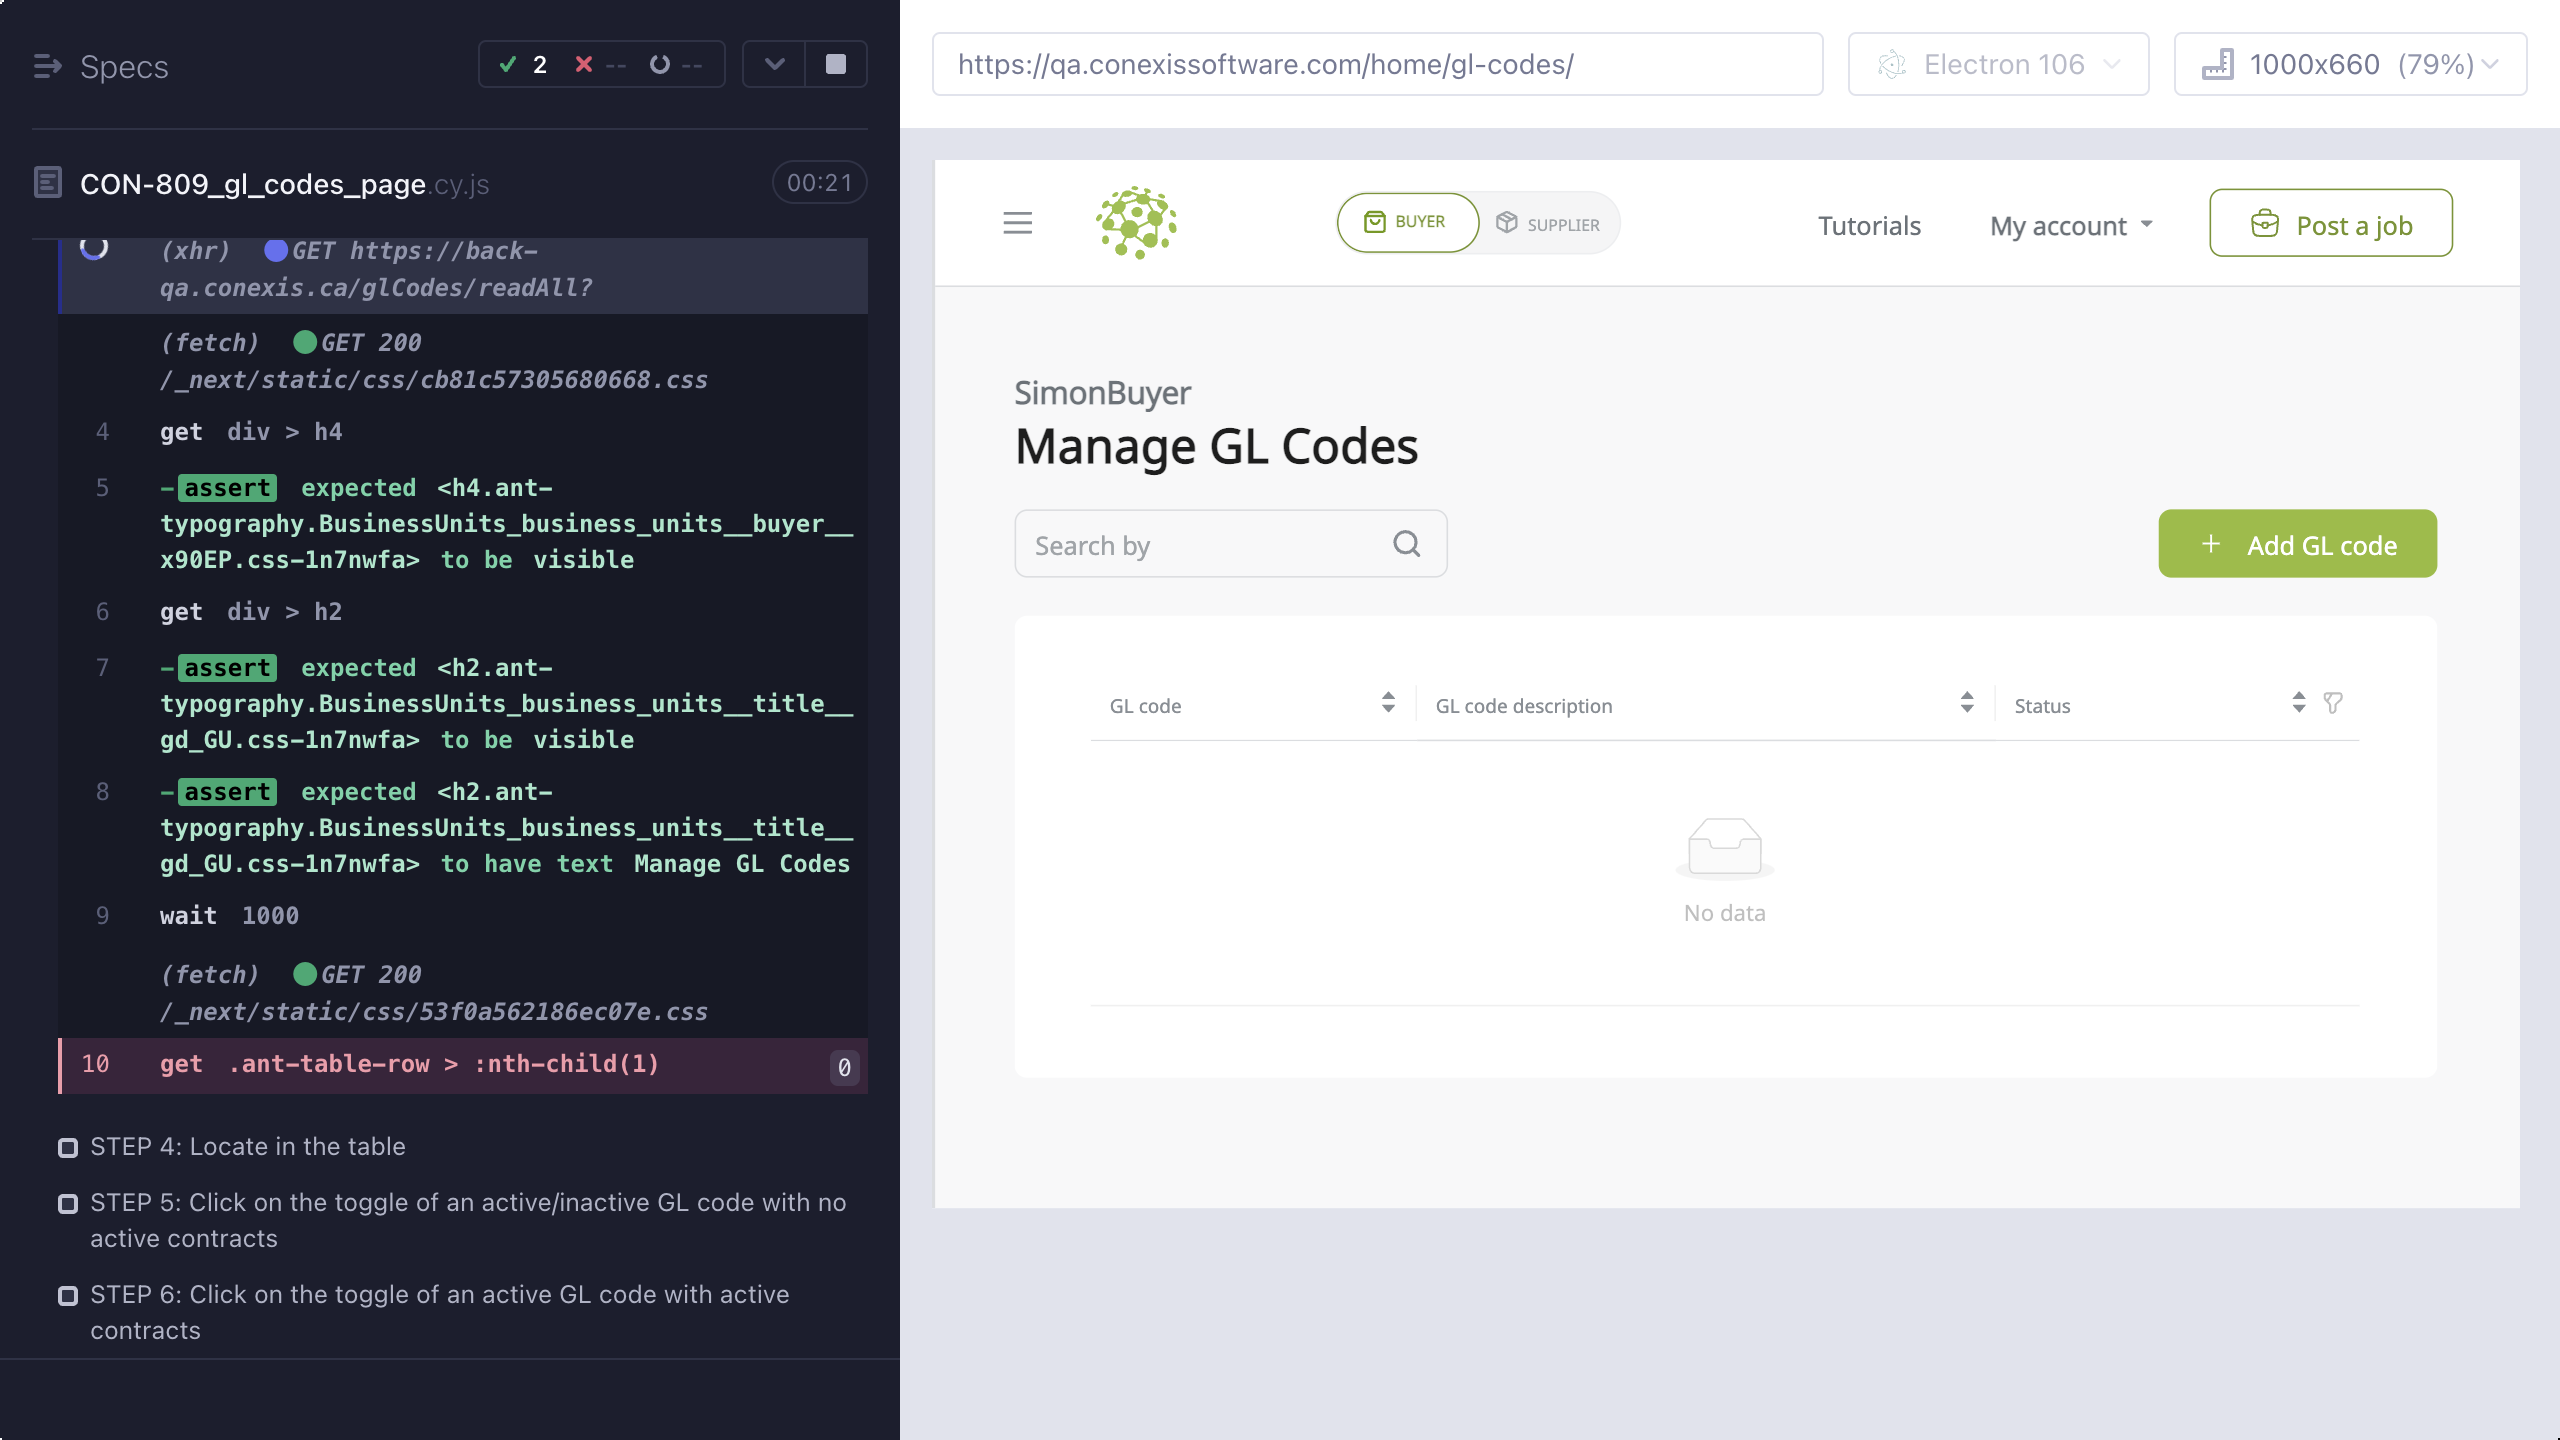 Specs
2 -- --
CON-809_gl_codes_page.cy.js
00:21
(xhr) GET https://back-
qa.conexis.ca/glCodes/readAll?
(fetch) GET 200
/_next/static/css/cb81c57305680668.css
4 get div > h4
5 -assert expected <h4.ant-
typography.BusinessUnits_business_units__buyer__
x90EP.css-1n7nwfa> to be visible
6 get div > h2
7 -assert expected <h2.ant-
typography.BusinessUnits_business_units__title__
gd_GU.css-1n7nwfa> to be visible
8 -assert expected <h2.ant-
typography.BusinessUnits_business_units__title__
gd_GU.css-1n7nwfa> to have text Manage GL Codes
9 wait 1000
(fetch) GET 200
/_next/static/css/53f0a562186ec07e.css
10 get .ant-table-row > :nth-child(1) 0
STEP 4: Locate in the table
STEP 5: Click on the toggle of an active/inactive GL code with no
active contracts
STEP 6: Click on the toggle of an active GL code with active
contracts
https://qa.conexissoftware.com/home/gl-codes/
Electron 106
1000x660 (79%)
BUYER
SUPPLIER
Tutorials
My account
Post a job
SimonBuyer
Manage GL Codes
Search by
+ Add GL code
GL code
GL code description
Status
No data